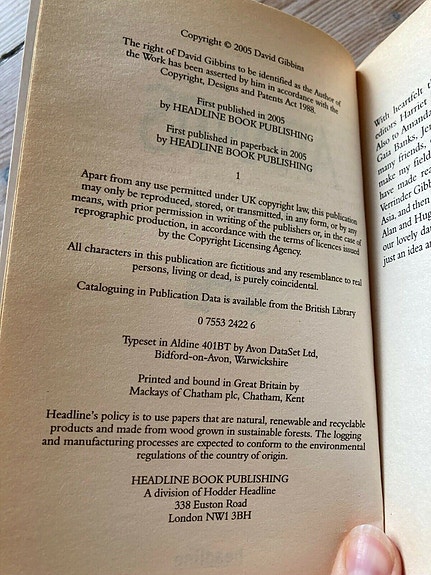 Copyright © 2005 David Gibbins
The right of David Gibbins to be identified as the Author of
the Work has been asserted by him in accordance with the
Copyright, Designs and Patents Act 1988.
First published in 2005
by HEADLINE BOOK PUBLISHING
First published in paperback in 2005
by HEADLINE BOOK PUBLISHING
1
Apart from any use permitted under UK copyright law, this publication
may only be reproduced, stored, or transmitted, in any form, or by any
means, with prior permission in writing of the publishers or, in the case of
reprographic production, in accordance with the terms of licences issued
by the Copyright Licensing Agency.
All characters in this publication are fictitious and any resemblance to real
persons, living or dead, is purely coincidental.
Cataloguing in Publication Data is available from the British Library
0 7553 2422 6
Typeset in Aldine 401BT by Avon DataSet Ltd,
Bidford-on-Avon, Warwickshire
Printed and bound in Great Britain by
Mackays of Chatham plc, Chatham, Kent
Headline's policy is to use papers that are natural, renewable and recyclable
products and made from wood grown in sustainable forests. The logging
and manufacturing processes are expected to conform to the environmental
regulations of the country of origin.
HEADLINE BOOK PUBLISHING
A division of Hodder Headline
338 Euston Road
London NW1 3BH
With heartfelt
editors Harriet
Also to Amanda
Gaia Banks,
many friends,
make my field
have made
Verrinder
Asia, and then
Alan and
our lovely
just an idea